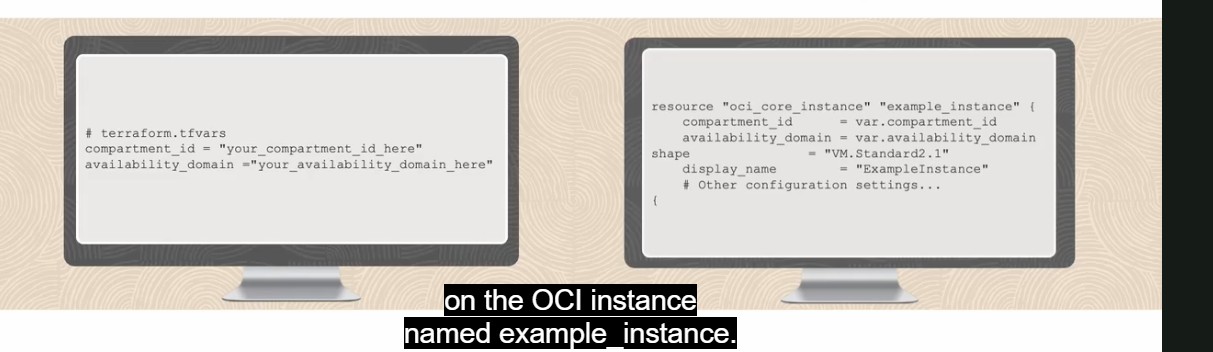 # terraform.tfvars
compartment_id = "your_compartment_id_here"
availability_domain ="your_availability_domain_here"
resource "oci_core_instance" "example_instance" {
    compartment_id      = var.compartment_id
    availability_domain = var.availability_domain
shape               = "VM.Standard2.1"
    display_name        = "ExampleInstance"
    # Other configuration settings...
{
on the OCI instance
named example_instance.